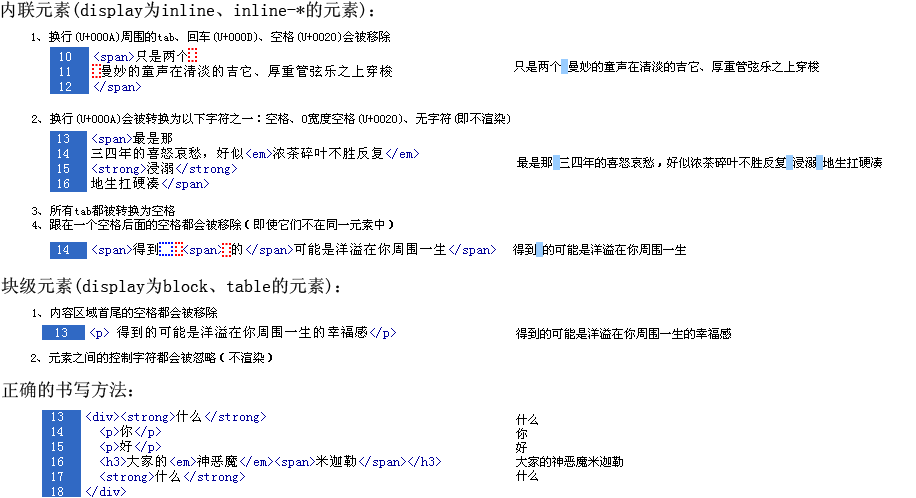 内联元素(display为inline、inline-*的元素):
1、换行(U+000A)周围的tab、回车(U+000D)、空格(U+0020)会被移除
10 <span>只是两个
11 曼妙的童声在清淡的吉它、厚重管弦乐之上穿梭
12 </span>
只是两个 曼妙的童声在清淡的吉它、厚重管弦乐之上穿梭
2、换行(U+000A)会被转换为以下字符之一:空格、0宽度空格(U+0020)、无字符(即不渲染)
13 <span>最是那
14 三四年的喜怒哀愁，好似<em>浓茶碎叶不胜反复</em>
15 <strong>浸溺</strong>
16 地生扛硬凑</span>
最是那 三四年的喜怒哀愁，好似浓茶碎叶不胜反复 浸溺 地生扛硬凑
3、所有tab都被转换为空格
4、跟在一个空格后面的空格都会被移除(即使它们不在同一元素中)
14 <span>得到 <span> 的</span>可能是洋溢在你周围一生</span>
得到 的可能是洋溢在你周围一生
块级元素(display为block、table的元素):
1、内容区域首尾的空格都会被移除
13 <p> 得到的可能是洋溢在你周围一生的幸福感</p>
得到的可能是洋溢在你周围一生的幸福感
2、元素之间的控制字符都会被忽略(不渲染)
正确的书写方法:
13 <div><strong>什么</strong>
14 <p>你</p>
15 <p>好</p>
16 <h3>大家的<em>神恶魔</em><span>米迦勒</span></h3>
17 <strong>什么</strong>
18 </div>
什么
你
好
大家的神恶魔米迦勒
什么